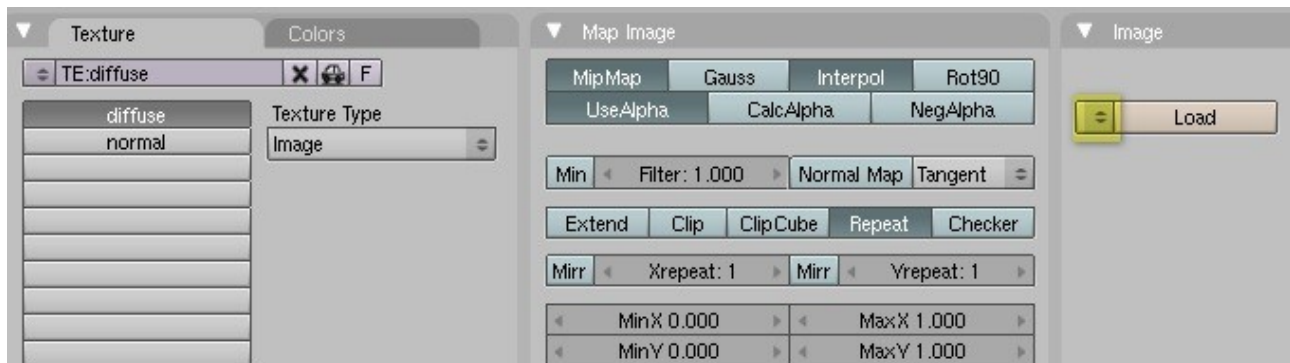 Texture
Colors
TE:diffuse
F
diffuse
normal
Texture Type
Image
Map Image
MipMap Gauss Interpol Rot90
UseAlpha CalcAlpha NegAlpha
Min Filter: 1.000 Normal Map Tangent
Extend Clip ClipCube Repeat Checker
Mirr Xrepeat: 1 Mirr Yrepeat: 1
MinX 0.000 MaxX 1.000
MinY 0.000 MaxY 1.000
Image
Load